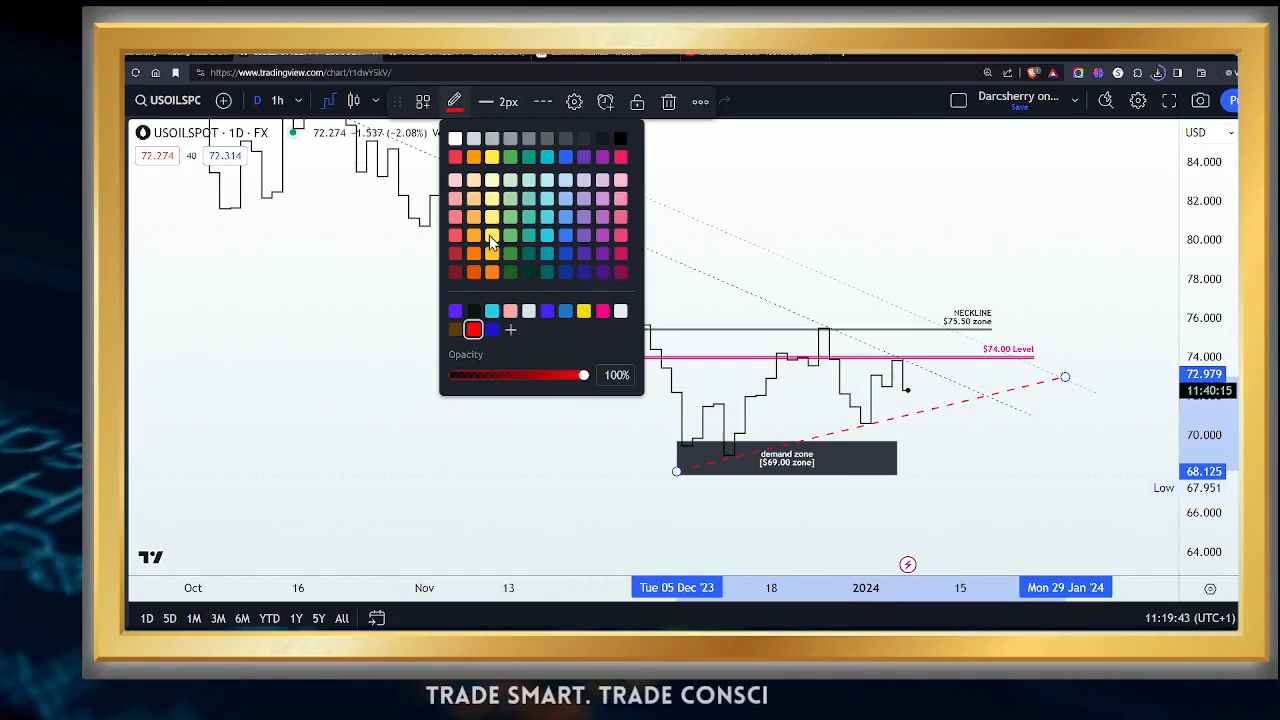 https://www.tradingview.com/chart/r1dwY5kV/
USOILSPC
D 1h
2px
Darcsherry on...
Save
USOILSPOT · 1D · FX
72.274 −1.537 (−2.08%)
USD
72.274 40 72.314
84.000
82.000
80.000
78.000
76.000
74.000
72.979
11:40:15
70.000
68.125
Low 67.951
66.000
64.000
NECKLINE
$75.50 zone
$74.00 Level
Opacity
100%
demand zone
[$69.00 zone]
Oct 16 Nov 13 Tue 05 Dec '23 18 2024 15 Mon 29 Jan '24
1D 5D 1M 3M 6M YTD 1Y 5Y All
11:19:43 (UTC+1)
TRADE SMART. TRADE CONSCI